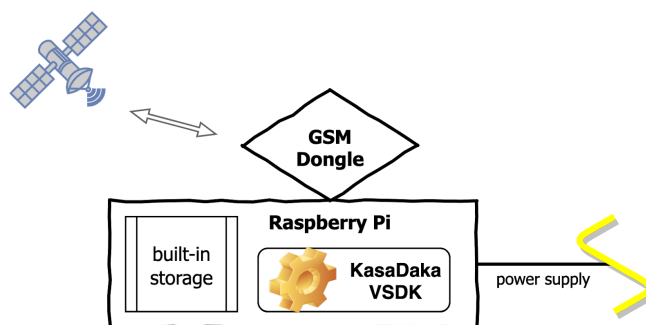 GSM
Dongle
Raspberry Pi
built-in
storage
KasaDaka
VSDK
power supply